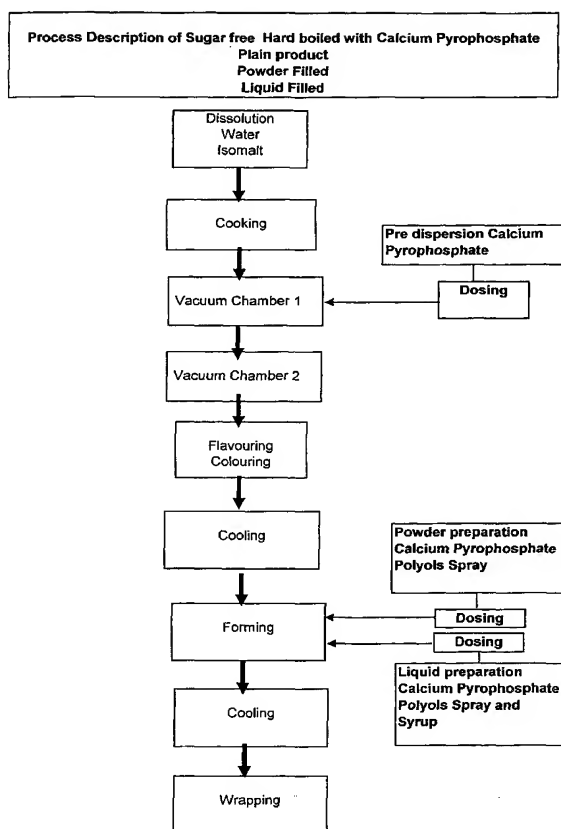 Process Description of Sugar free Hard boiled with Calcium Pyrophosphate
Plain product
Powder Filled
Liquid Filled
Dissolution
Water
Isomalt
Cooking
Pre dispersion Calcium
Pyrophosphate
Dosing
Vacuum Chamber 1
Vacuum Chamber 2
Flavouring
Colouring
Cooling
Powder preparation
Calcium Pyrophosphate
Polyols Spray
Dosing
Forming
Dosing
Liquid preparation
Calcium Pyrophosphate
Polyols Spray and
Syrup
Cooling
Wrapping